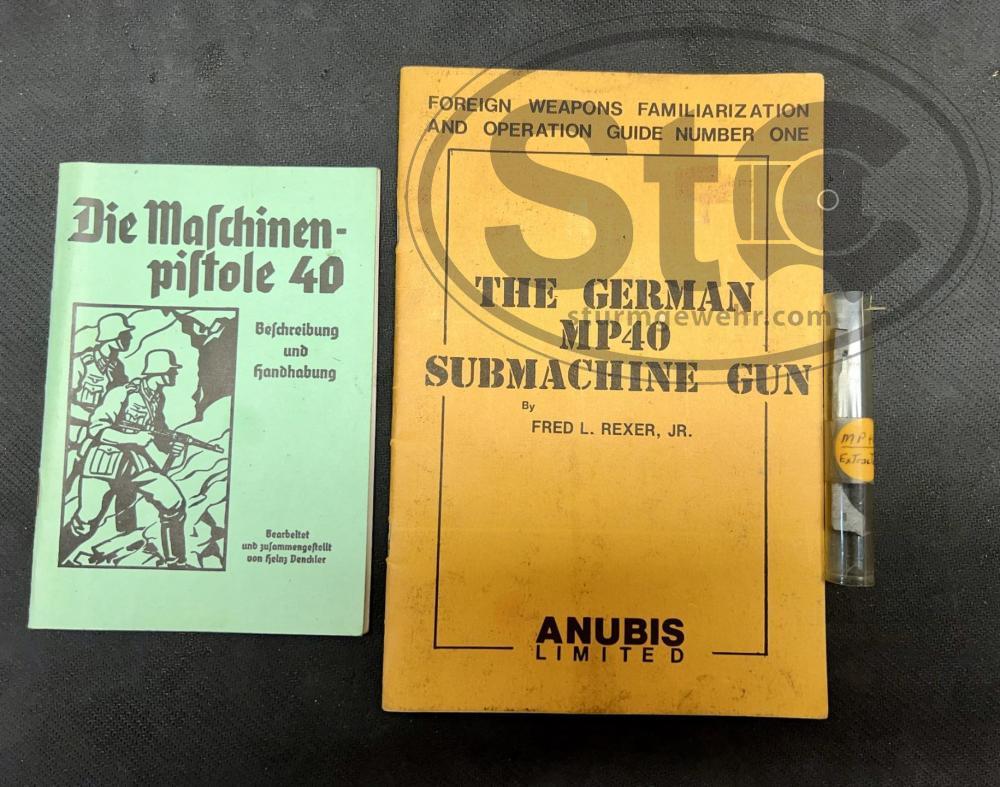 Die Maſchinen-
piſtole 40
Beſchreibung
und
Handhabung
Bearbeitet
und zuſammengeſtellt
von Heinz Denckler
FOREIGN WEAPONS FAMILIARIZATION
AND OPERATION GUIDE NUMBER ONE
THE GERMAN
MP40
SUBMACHINE GUN
By
FRED L. REXER, JR.
ANUBIS
LIMITED
StG
sturmgewehr.com